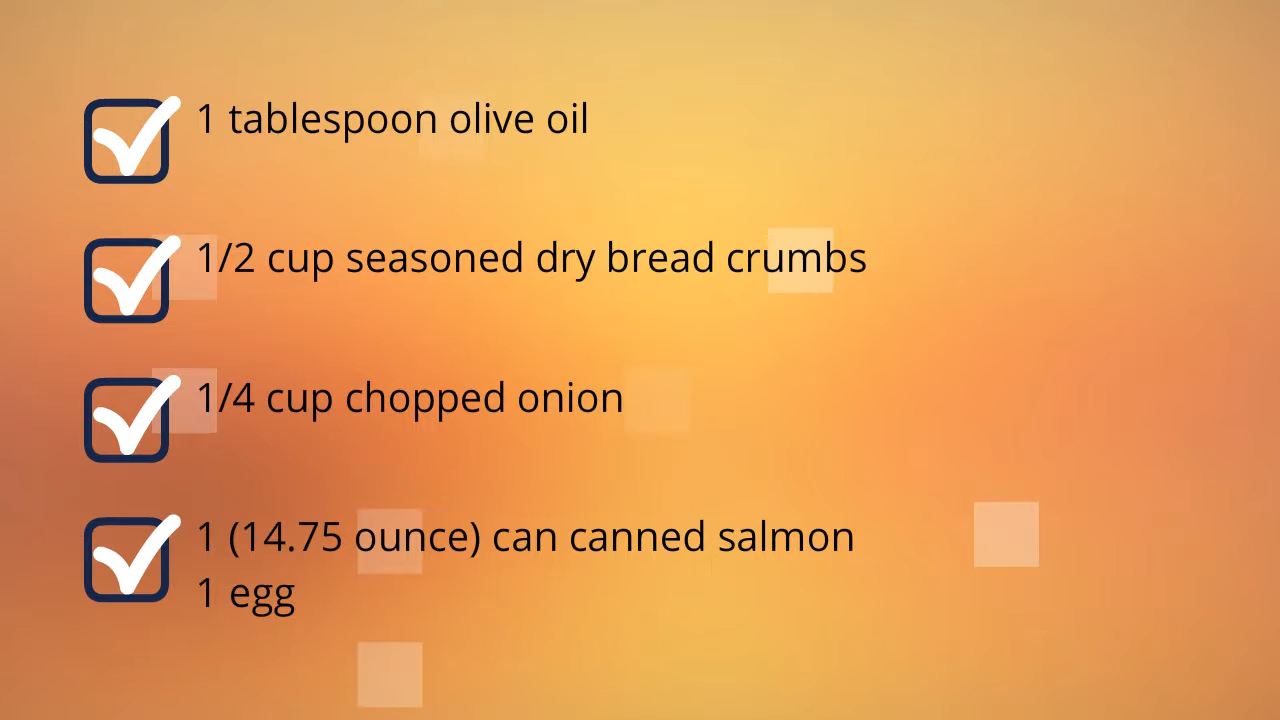 1 tablespoon olive oil
1/2 cup seasoned dry bread crumbs
1/4 cup chopped onion
1 (14.75 ounce) can canned salmon
1 egg